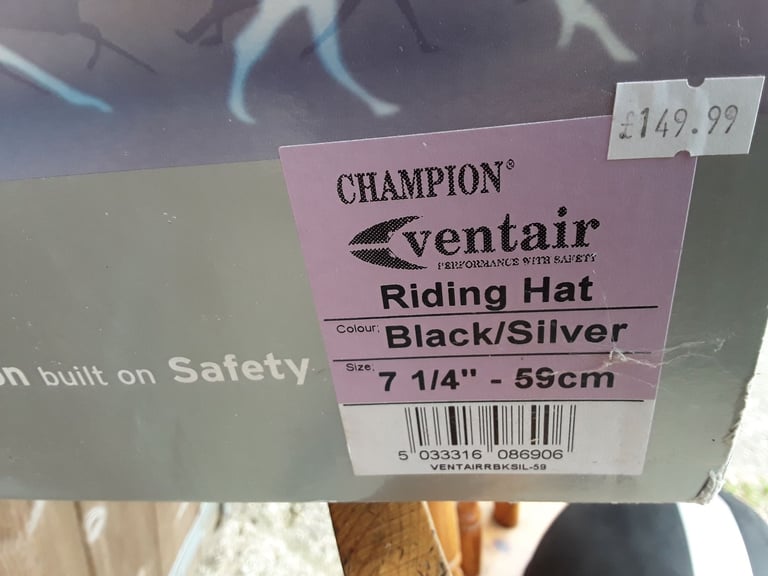 £149.99
CHAMPION®
ventair
PERFORMANCE WITH SAFETY
Riding Hat
Colour: Black/Silver
Size: 7 1/4" - 59cm
on built on Safety
5 033316 086906
VENTAIRRBKSIL-59